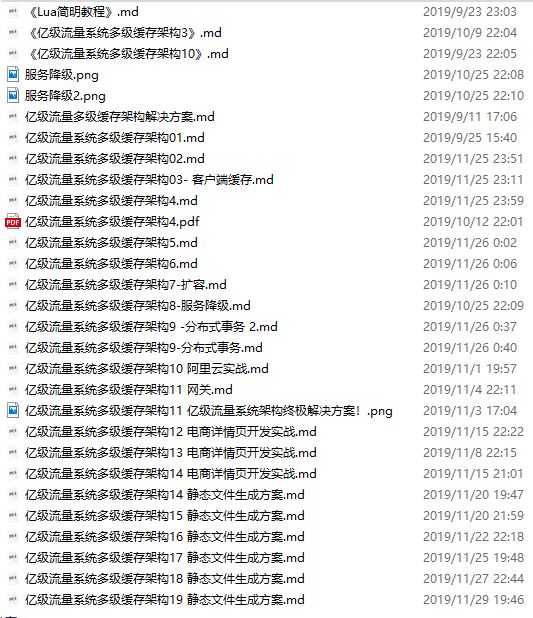 《Lua简明教程》.md 2019/9/23 23:03
《亿级流量系统多级缓存架构3》.md 2019/10/9 22:04
《亿级流量系统多级缓存架构10》.md 2019/9/23 22:05
服务降级.png 2019/10/25 22:08
服务降级2.png 2019/10/25 22:10
亿级流量多级缓存架构解决方案.md 2019/9/11 17:06
亿级流量系统多级缓存架构01.md 2019/9/25 15:40
亿级流量系统多级缓存架构02.md 2019/11/25 23:51
亿级流量系统多级缓存架构03- 客户端缓存.md 2019/11/25 23:11
亿级流量系统多级缓存架构4.md 2019/11/25 23:59
PDF 亿级流量系统多级缓存架构4.pdf 2019/10/12 22:01
亿级流量系统多级缓存架构5.md 2019/11/26 0:02
亿级流量系统多级缓存架构6.md 2019/11/26 0:06
亿级流量系统多级缓存架构7-扩容.md 2019/11/26 0:10
亿级流量系统多级缓存架构8-服务降级.md 2019/10/25 22:09
亿级流量系统多级缓存架构9 -分布式事务 2.md 2019/11/26 0:37
亿级流量系统多级缓存架构9-分布式事务.md 2019/11/26 0:40
亿级流量系统多级缓存架构10 阿里云实战.md 2019/11/1 19:57
亿级流量系统多级缓存架构11 网关.md 2019/11/4 22:11
亿级流量系统多级缓存架构11 亿级流量系统架构终极解决方案！.png 2019/11/3 17:04
亿级流量系统多级缓存架构12 电商详情页开发实战.md 2019/11/15 22:22
亿级流量系统多级缓存架构13 电商详情页开发实战.md 2019/11/8 22:15
亿级流量系统多级缓存架构14 电商详情页开发实战.md 2019/11/15 21:01
亿级流量系统多级缓存架构14 静态文件生成方案.md 2019/11/20 19:47
亿级流量系统多级缓存架构15 静态文件生成方案.md 2019/11/20 21:59
亿级流量系统多级缓存架构16 静态文件生成方案.md 2019/11/22 22:18
亿级流量系统多级缓存架构17 静态文件生成方案.md 2019/11/25 19:48
亿级流量系统多级缓存架构18 静态文件生成方案.md 2019/11/27 22:44
亿级流量系统多级缓存架构19 静态文件生成方案.md 2019/11/29 19:46